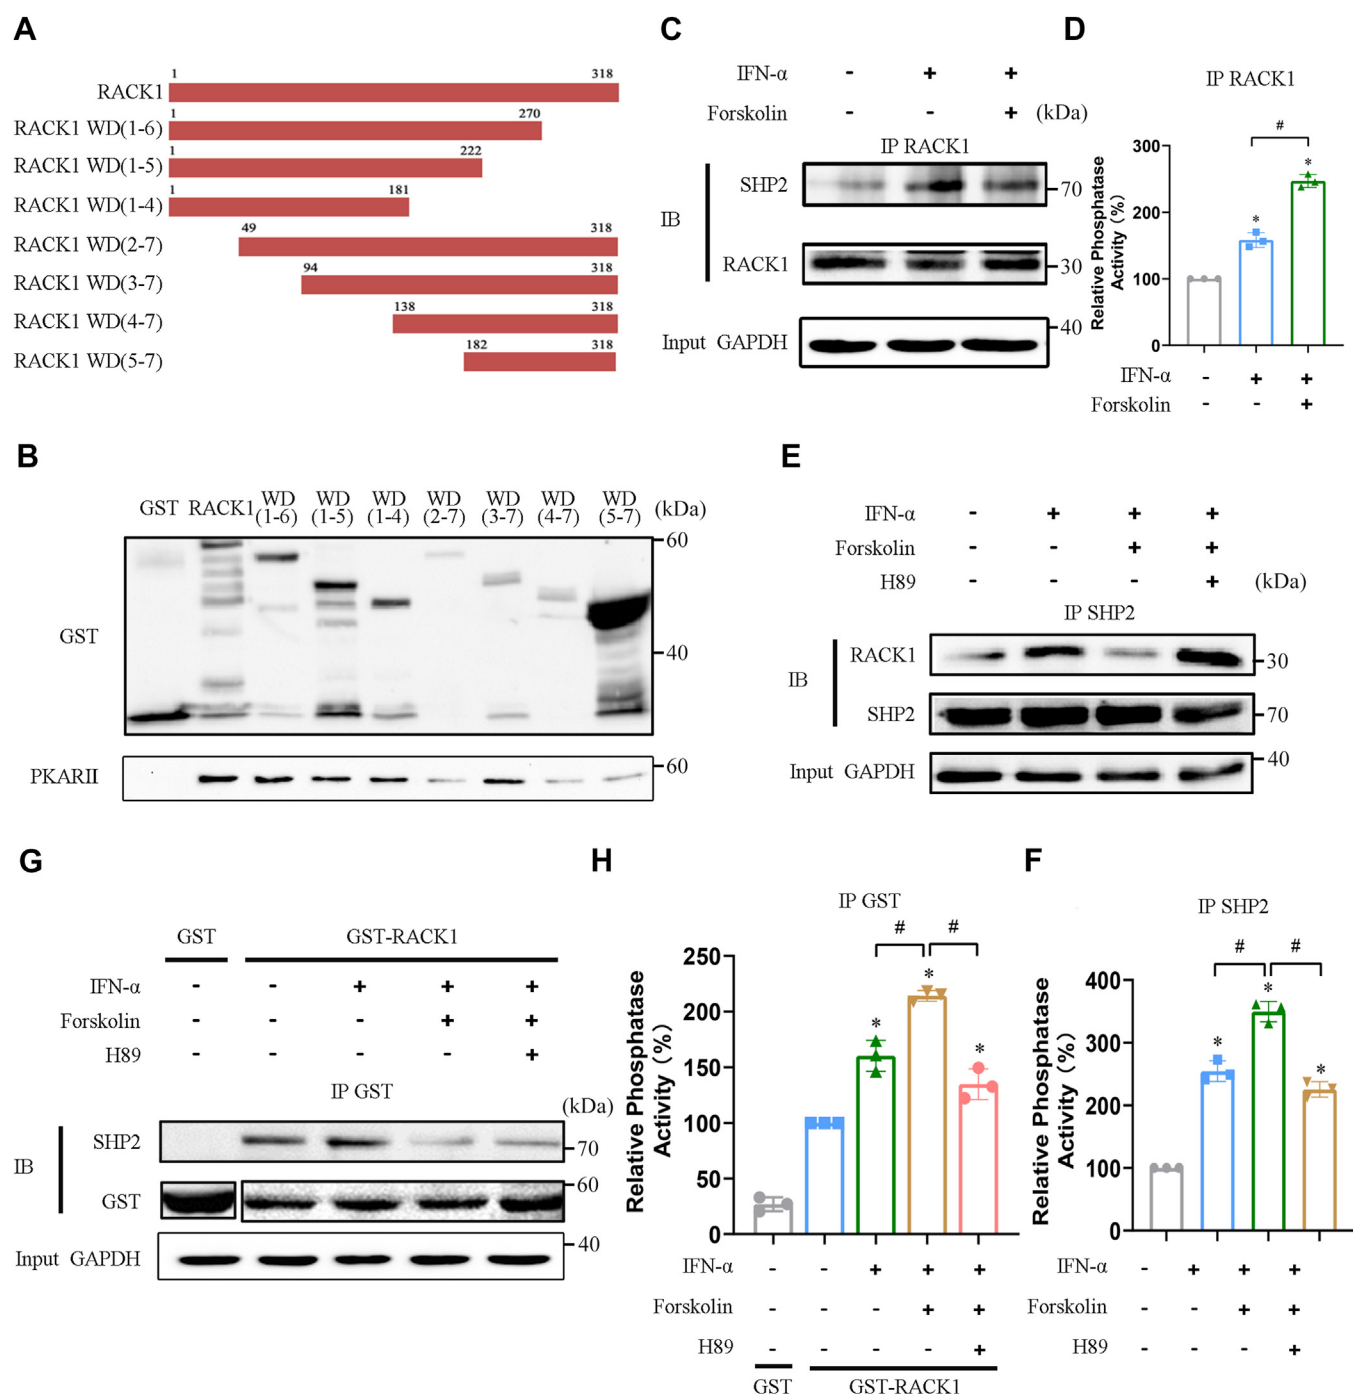 A
1 318
RACK1
1 270
RACK1 WD(1-6)
1 222
RACK1 WD(1-5)
1 181
RACK1 WD(1-4)
49 318
RACK1 WD(2-7)
94 318
RACK1 WD(3-7)
138 318
RACK1 WD(4-7)
182 318
RACK1 WD(5-7)
B
GST RACK1 WD (1-6) WD (1-5) WD (1-4) WD (2-7) WD (3-7) WD (4-7) WD (5-7) (kDa)
60
GST
40
PKARII
60
C
IFN-α - + +
Forskolin - - + (kDa)
IP RACK1
SHP2 70
IB
RACK1 30
40
Input GAPDH
D
IP RACK1
#
* *
Relative Phosphatase
Activity (%)
300
200
100
0
IFN-α - + +
Forskolin - - +
E
IFN-α - + + +
Forskolin - - + +
H89 - - - + (kDa)
IP SHP2
RACK1 30
IB
SHP2 70
Input GAPDH 40
G
GST GST-RACK1
IFN-α - - + + +
Forskolin - - - + +
H89 - - - - +
IP GST
(kDa)
SHP2 70
IB
GST 60
Input GAPDH 40
H
IP GST
# #
* * *
Relative Phosphatase
Activity (%)
250
200
150
100
50
0
IFN-α - - + + +
Forskolin - - - + +
H89 - - - - +
GST GST-RACK1
F
IP SHP2
# #
* * *
Relative Phosphatase
Activity (%)
400
300
200
100
0
IFN-α - + + +
Forskolin - - + +
H89 - - - +